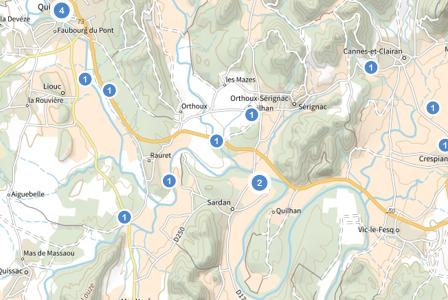 Qui
4
73
la Devèze
Faubourg du Pont
Cannes-et-Clairan
1
Liouc
1
1
les Mazes
la Rouvière
Orthoux
Orthoux-Sérignac
ilhan
Sérignac
1
1
1
1
Crespian
Rauret
1
2
Aiguebelle
1
Sardan
Quilhan
D250
Vic-le-Fesq
Mas de Massaou
Quissac